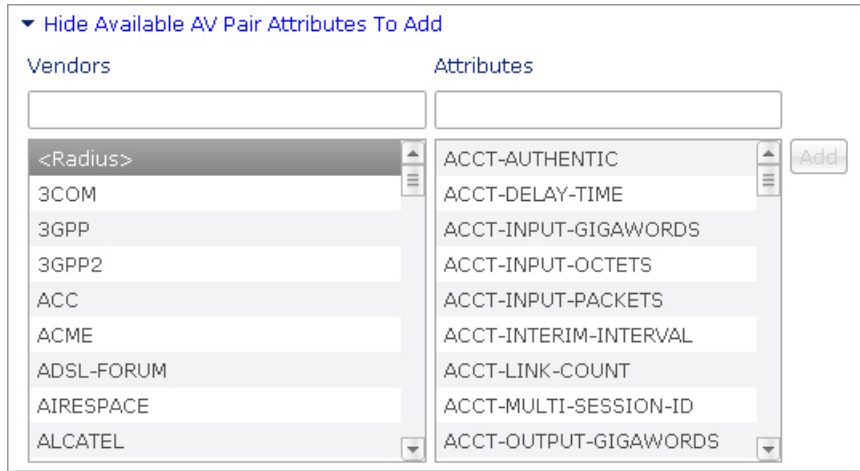 Hide Available AV Pair Attributes To Add
Vendors
Attributes
<Radius>
3COM
3GPP
3GPP2
ACC
ACME
ADSL-FORUM
AIRESPACE
ALCATEL
ACCT-AUTHENTIC
ACCT-DELAY-TIME
ACCT-INPUT-GIGAWORDS
ACCT-INPUT-OCTETS
ACCT-INPUT-PACKETS
ACCT-INTERIM-INTERVAL
ACCT-LINK-COUNT
ACCT-MULTI-SESSION-ID
ACCT-OUTPUT-GIGAWORDS
Add